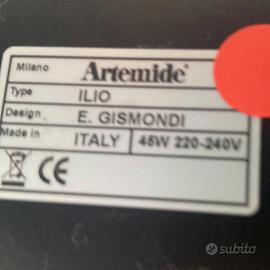 Milano Artemide®
Type ILIO
Design E. GISMONDI
Made in ITALY 45W 220-240V
CE
subito